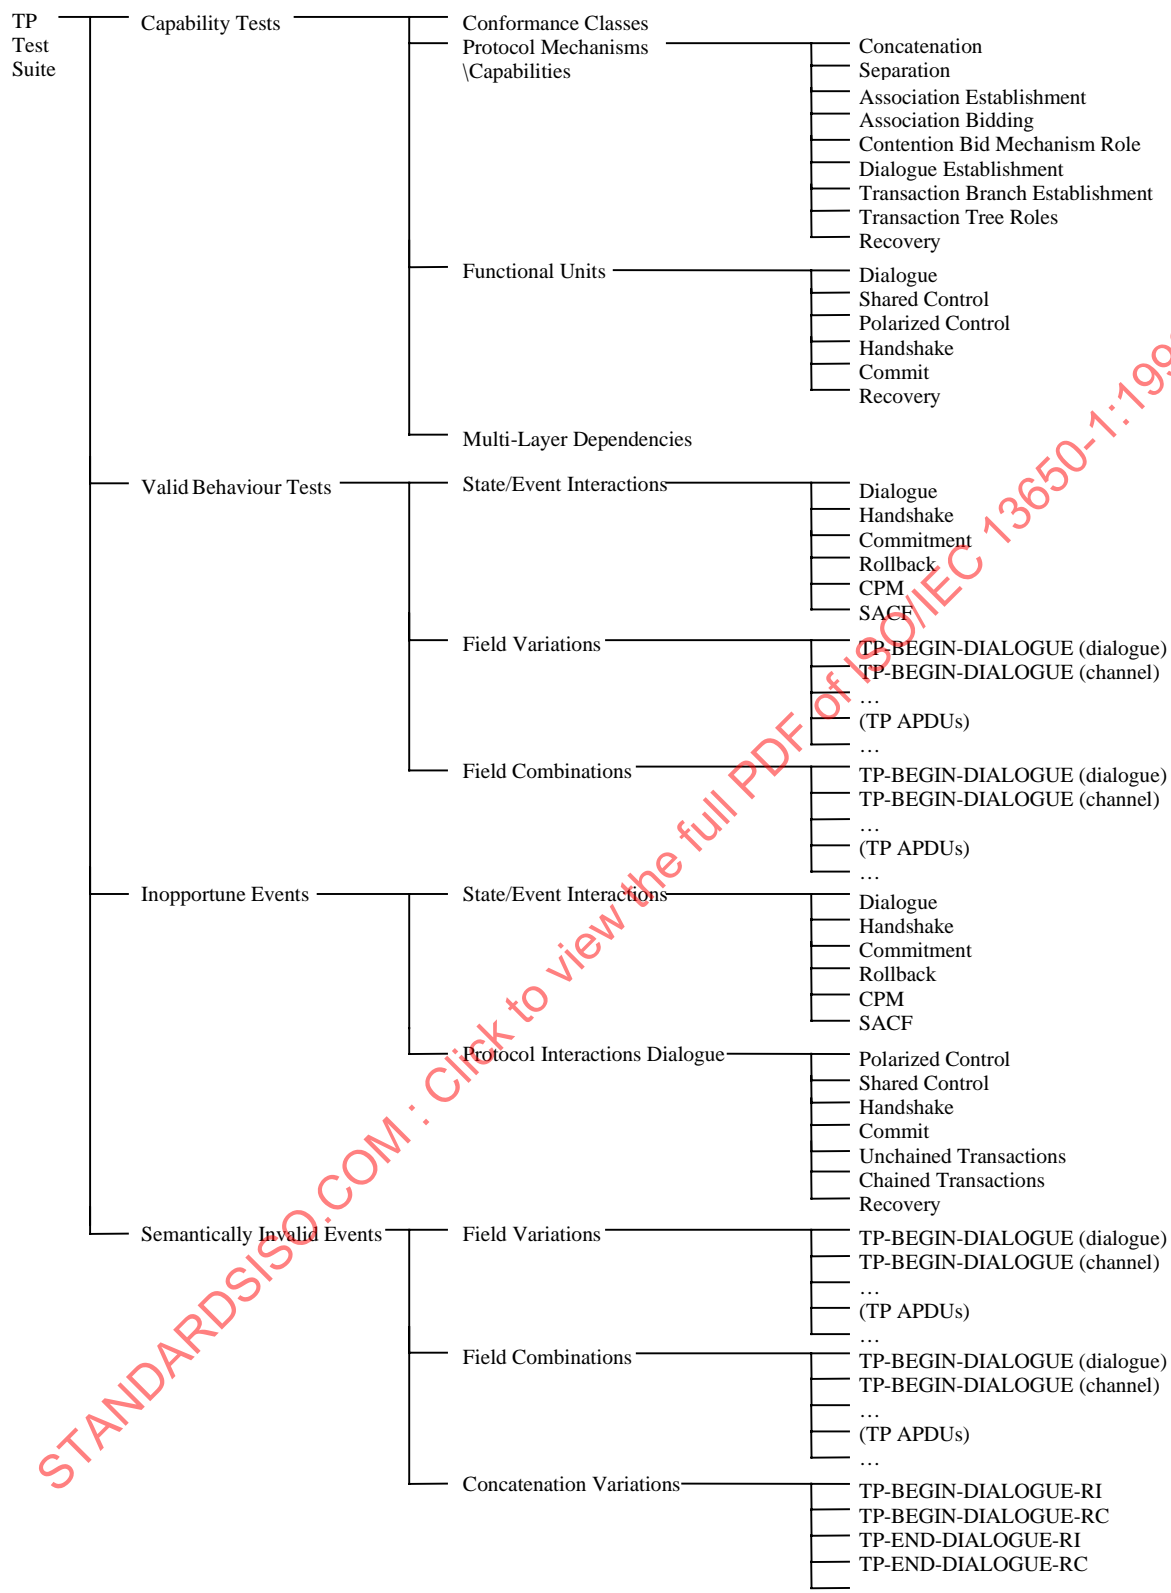 TP
Test
Suite
Capability Tests
Conformance Classes
Protocol Mechanisms
\Capabilities
Concatenation
Separation
Association Establishment
Association Bidding
Contention Bid Mechanism Role
Dialogue Establishment
Transaction Branch Establishment
Transaction Tree Roles
Recovery
Functional Units
Dialogue
Shared Control
Polarized Control
Handshake
Commit
Recovery
Multi-Layer Dependencies
Valid Behaviour Tests
State/Event Interactions
Dialogue
Handshake
Commitment
Rollback
CPM
SACF
Field Variations
TP-BEGIN-DIALOGUE (dialogue)
TP-BEGIN-DIALOGUE (channel)
…
(TP APDUs)
…
Field Combinations
TP-BEGIN-DIALOGUE (dialogue)
TP-BEGIN-DIALOGUE (channel)
…
(TP APDUs)
…
Inopportune Events
State/Event Interactions
Dialogue
Handshake
Commitment
Rollback
CPM
SACF
Protocol Interactions Dialogue
Polarized Control
Shared Control
Handshake
Commit
Unchained Transactions
Chained Transactions
Recovery
Semantically Invalid Events
Field Variations
TP-BEGIN-DIALOGUE (dialogue)
TP-BEGIN-DIALOGUE (channel)
…
(TP APDUs)
…
Field Combinations
TP-BEGIN-DIALOGUE (dialogue)
TP-BEGIN-DIALOGUE (channel)
…
(TP APDUs)
…
Concatenation Variations
TP-BEGIN-DIALOGUE-RI
TP-BEGIN-DIALOGUE-RC
TP-END-DIALOGUE-RI
TP-END-DIALOGUE-RC
STANDARDSISO.COM : Click to view the full PDF of ISO/IEC 13650-1:199